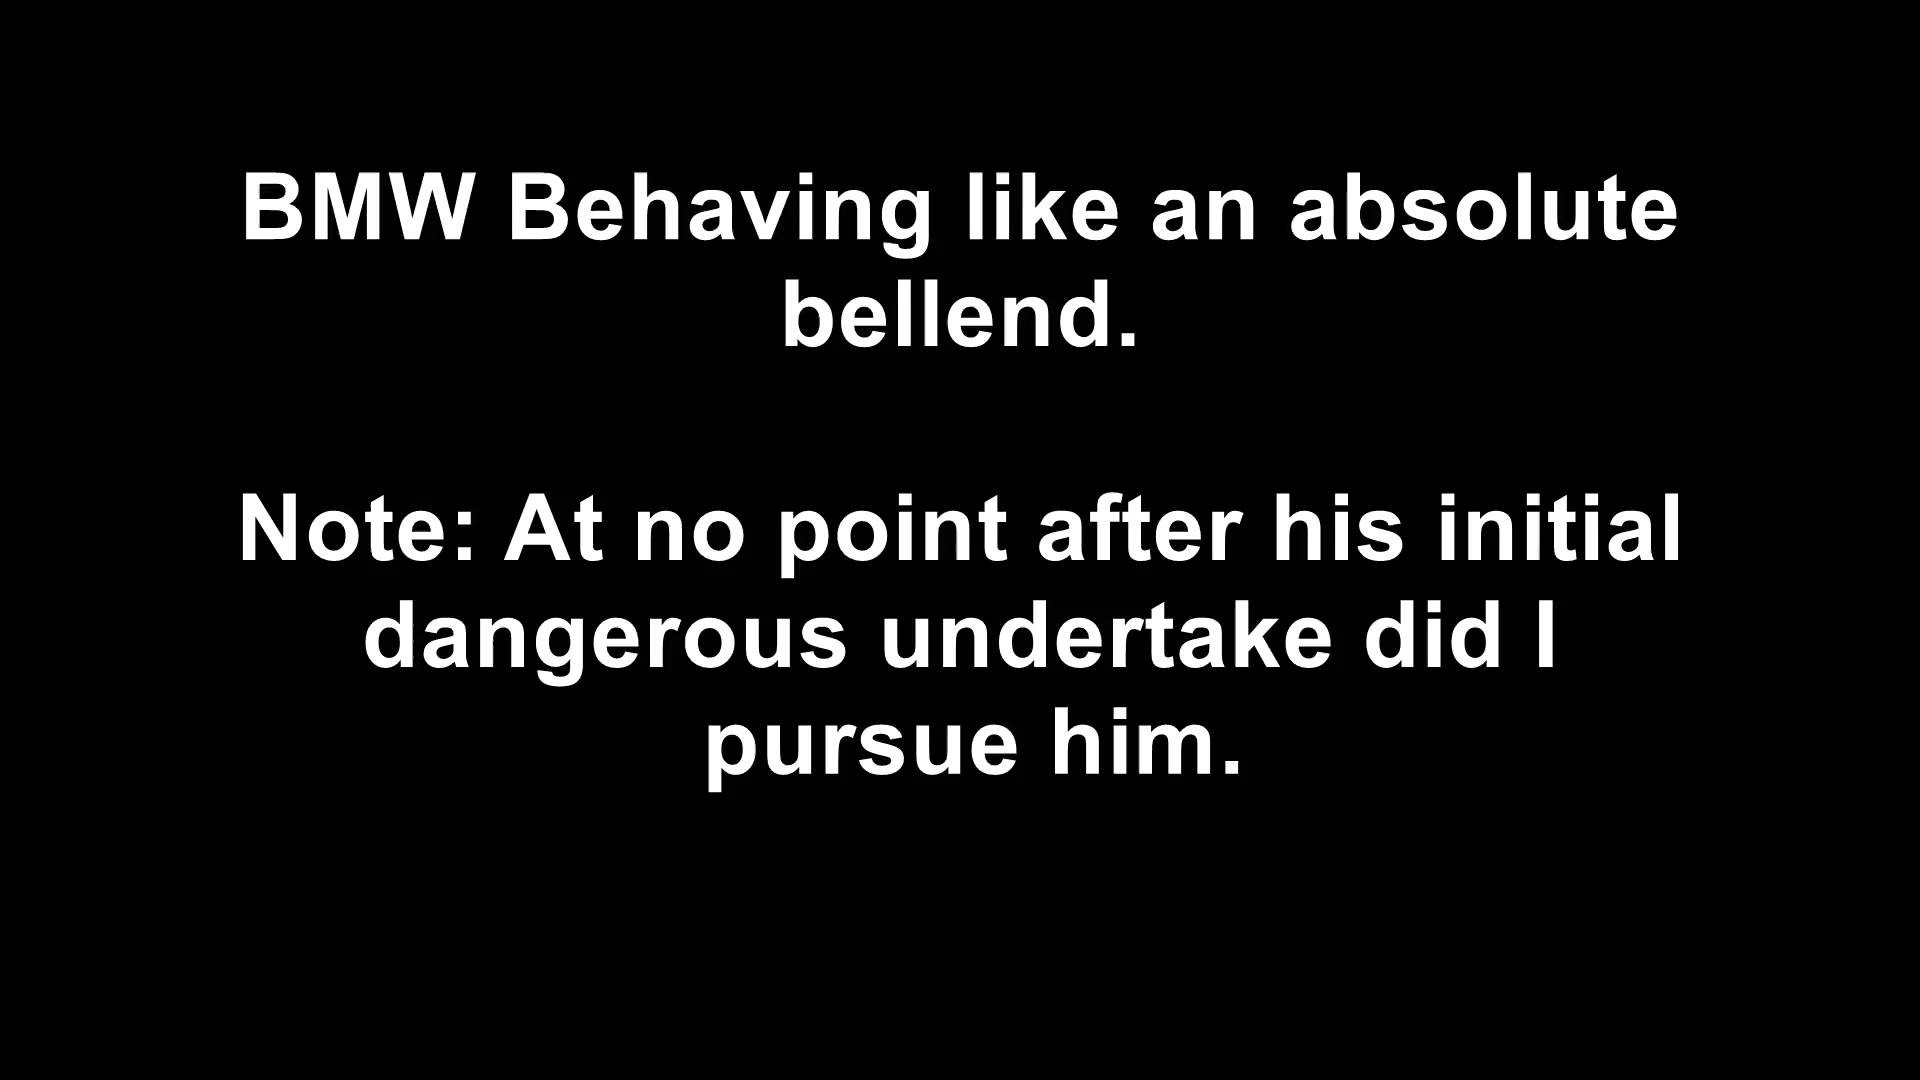 BMW Behaving like an absolute
bellend.
Note: At no point after his initial
dangerous undertake did I
pursue him.